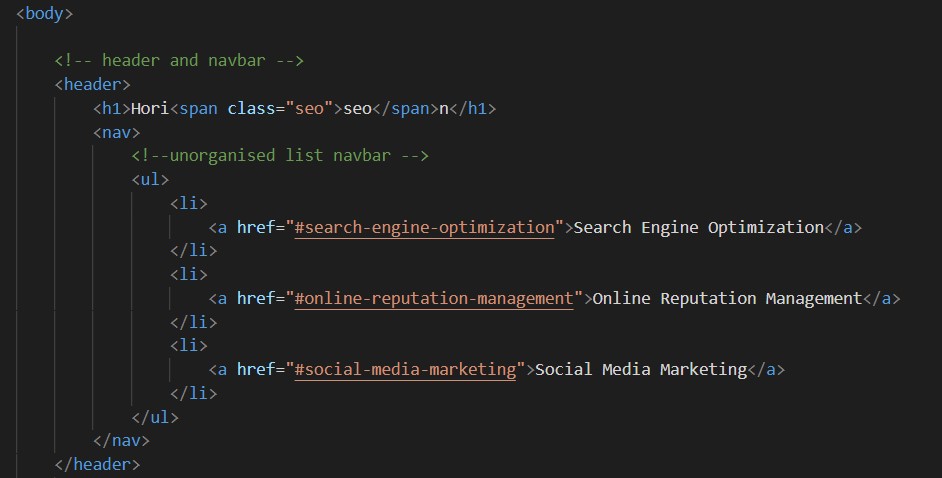 <body>
<!-- header and navbar -->
<header>
<h1>Hori<span class="seo">seo</span>n</h1>
<nav>
<!--unorganised list navbar -->
<ul>
<li>
<a href="#search-engine-optimization">Search Engine Optimization</a>
</li>
<li>
<a href="#online-reputation-management">Online Reputation Management</a>
</li>
<li>
<a href="#social-media-marketing">Social Media Marketing</a>
</li>
</ul>
</nav>
</header>